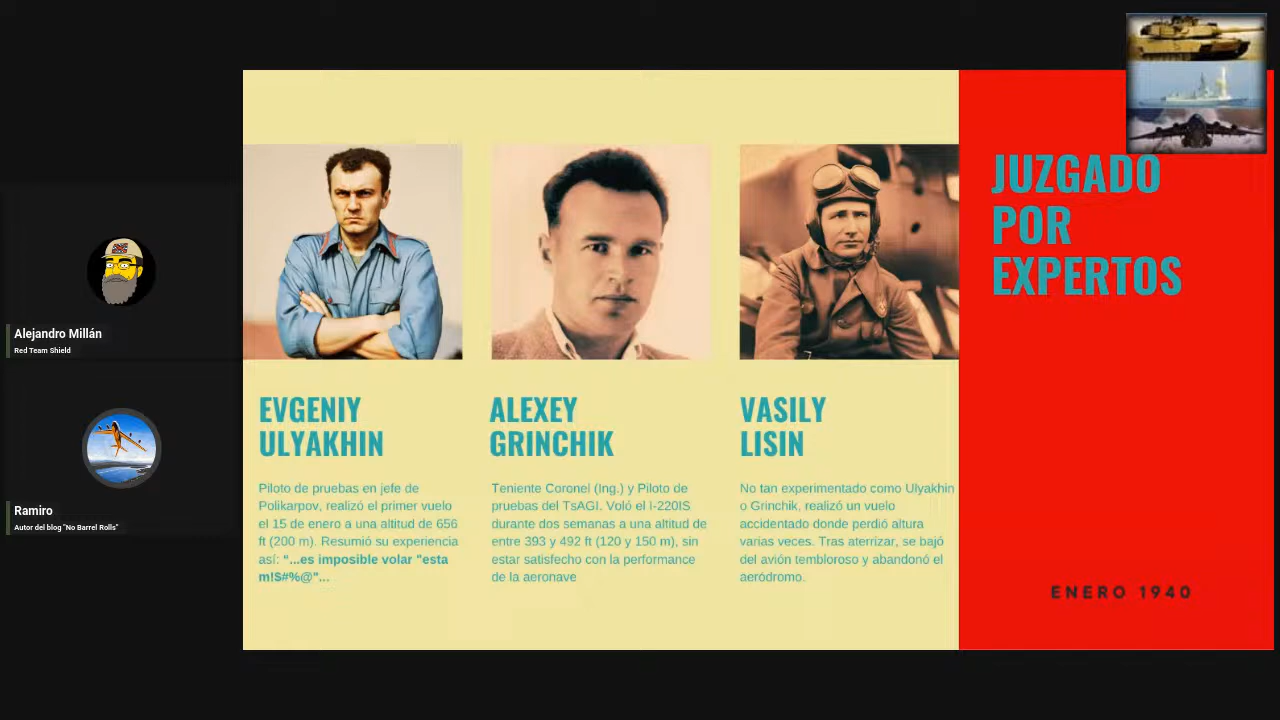 Alejandro Millán
Red Team Shield
Ramiro
Autor del blog "No Barrel Rolls"
EVGENIY
ULYAKHIN
Piloto de pruebas en jefe de
Polikarpov, realizó el primer vuelo
el 15 de enero a una altitud de 656
ft (200 m). Resumió su experiencia
así: “...es imposible volar "esta
m!$#%@"...
ALEXEY
GRINCHIK
Teniente Coronel (Ing.) y Piloto de
pruebas del TsAGI. Voló el I-220IS
durante dos semanas a una altitud de
entre 393 y 492 ft (120 y 150 m), sin
estar satisfecho con la performance
de la aeronave
VASILY
LISIN
No tan experimentado como Ulyakhin
o Grinchik, realizó un vuelo
accidentado donde perdió altura
varias veces. Tras aterrizar, se bajó
del avión tembloroso y abandonó el
aeródromo.
JUZGADO
POR
EXPERTOS
ENERO 1940